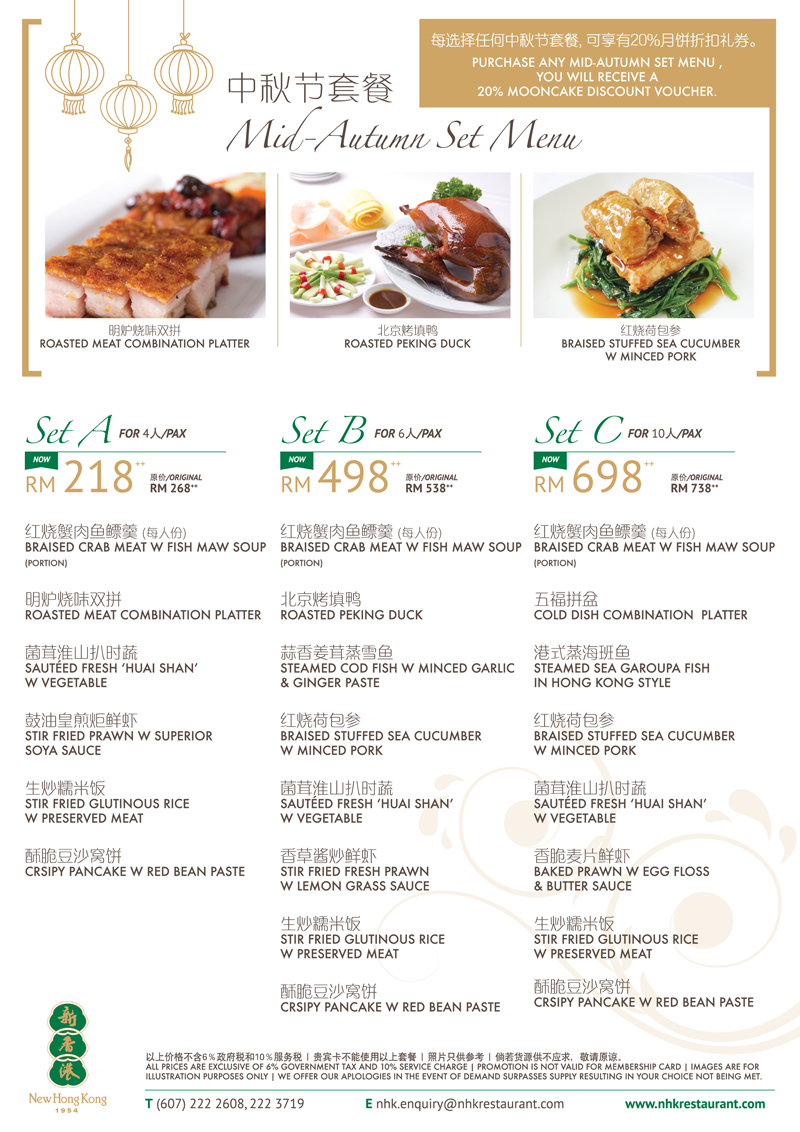 每选择任何中秋节套餐, 可享有20%月饼折扣礼券。
PURCHASE ANY MID-AUTUMN SET MENU ,
YOU WILL RECEIVE A
20% MOONCAKE DISCOUNT VOUCHER.
中秋节套餐
Mid-Autumn Set Menu
明炉烧味双拼
ROASTED MEAT COMBINATION PLATTER
北京烤填鸭
ROASTED PEKING DUCK
红烧荷包参
BRAISED STUFFED SEA CUCUMBER
W MINCED PORK
Set A FOR 4人/PAX
NOW
RM 218++
原价/ORIGINAL
RM 268++
红烧蟹肉鱼鳔羹 (每人份)
BRAISED CRAB MEAT W FISH MAW SOUP
(PORTION)
明炉烧味双拼
ROASTED MEAT COMBINATION PLATTER
菌茸淮山扒时蔬
SAUTÉED FRESH ‘HUAI SHAN’
W VEGETABLE
鼓油皇煎炬鲜虾
STIR FRIED PRAWN W SUPERIOR
SOYA SAUCE
生炒糯米饭
STIR FRIED GLUTINOUS RICE
W PRESERVED MEAT
酥脆豆沙窝饼
CRSIPY PANCAKE W RED BEAN PASTE
Set B FOR 6人/PAX
NOW
RM 498++
原价/ORIGINAL
RM 538++
红烧蟹肉鱼鳔羹 (每人份)
BRAISED CRAB MEAT W FISH MAW SOUP
(PORTION)
北京烤填鸭
ROASTED PEKING DUCK
蒜香姜茸蒸雪鱼
STEAMED COD FISH W MINCED GARLIC
& GINGER PASTE
红烧荷包参
BRAISED STUFFED SEA CUCUMBER
W MINCED PORK
菌茸淮山扒时蔬
SAUTÉED FRESH ‘HUAI SHAN’
W VEGETABLE
香草酱炒鲜虾
STIR FRIED FRESH PRAWN
W LEMON GRASS SAUCE
生炒糯米饭
STIR FRIED GLUTINOUS RICE
W PRESERVED MEAT
酥脆豆沙窝饼
CRSIPY PANCAKE W RED BEAN PASTE
Set C FOR 10人/PAX
NOW
RM 698++
原价/ORIGINAL
RM 738++
红烧蟹肉鱼鳔羹 (每人份)
BRAISED CRAB MEAT W FISH MAW SOUP
(PORTION)
五福拼盆
COLD DISH COMBINATION PLATTER
港式蒸海班鱼
STEAMED SEA GAROUPA FISH
IN HONG KONG STYLE
红烧荷包参
BRAISED STUFFED SEA CUCUMBER
W MINCED PORK
菌茸淮山扒时蔬
SAUTÉED FRESH ‘HUAI SHAN’
W VEGETABLE
香脆麦片鲜虾
BAKED PRAWN W EGG FLOSS
& BUTTER SAUCE
生炒糯米饭
STIR FRIED GLUTINOUS RICE
W PRESERVED MEAT
酥脆豆沙窝饼
CRSIPY PANCAKE W RED BEAN PASTE
新
香
港
New Hong Kong
1984
以上价格不含6%政府税和10%服务税 | 贵宾卡不能使用以上套餐 | 照片只供参考 | 倘若货源供不应求, 敬请原谅。
ALL PRICES ARE EXCLUSIVE OF 6% GOVERNMENT TAX AND 10% SERVICE CHARGE | PROMOTION IS NOT VALID FOR MEMBERSHIP CARD | IMAGES ARE FOR
ILLUSTRATION PURPOSES ONLY | WE OFFER OUR APLOLOGIES IN THE EVENT OF DEMAND SURPASSES SUPPLY RESULTING IN YOUR CHOICE NOT BEING MET.
T (607) 222 2608, 222 3719
E nhk.enquiry@nhkrestaurant.com
www.nhkrestaurant.com